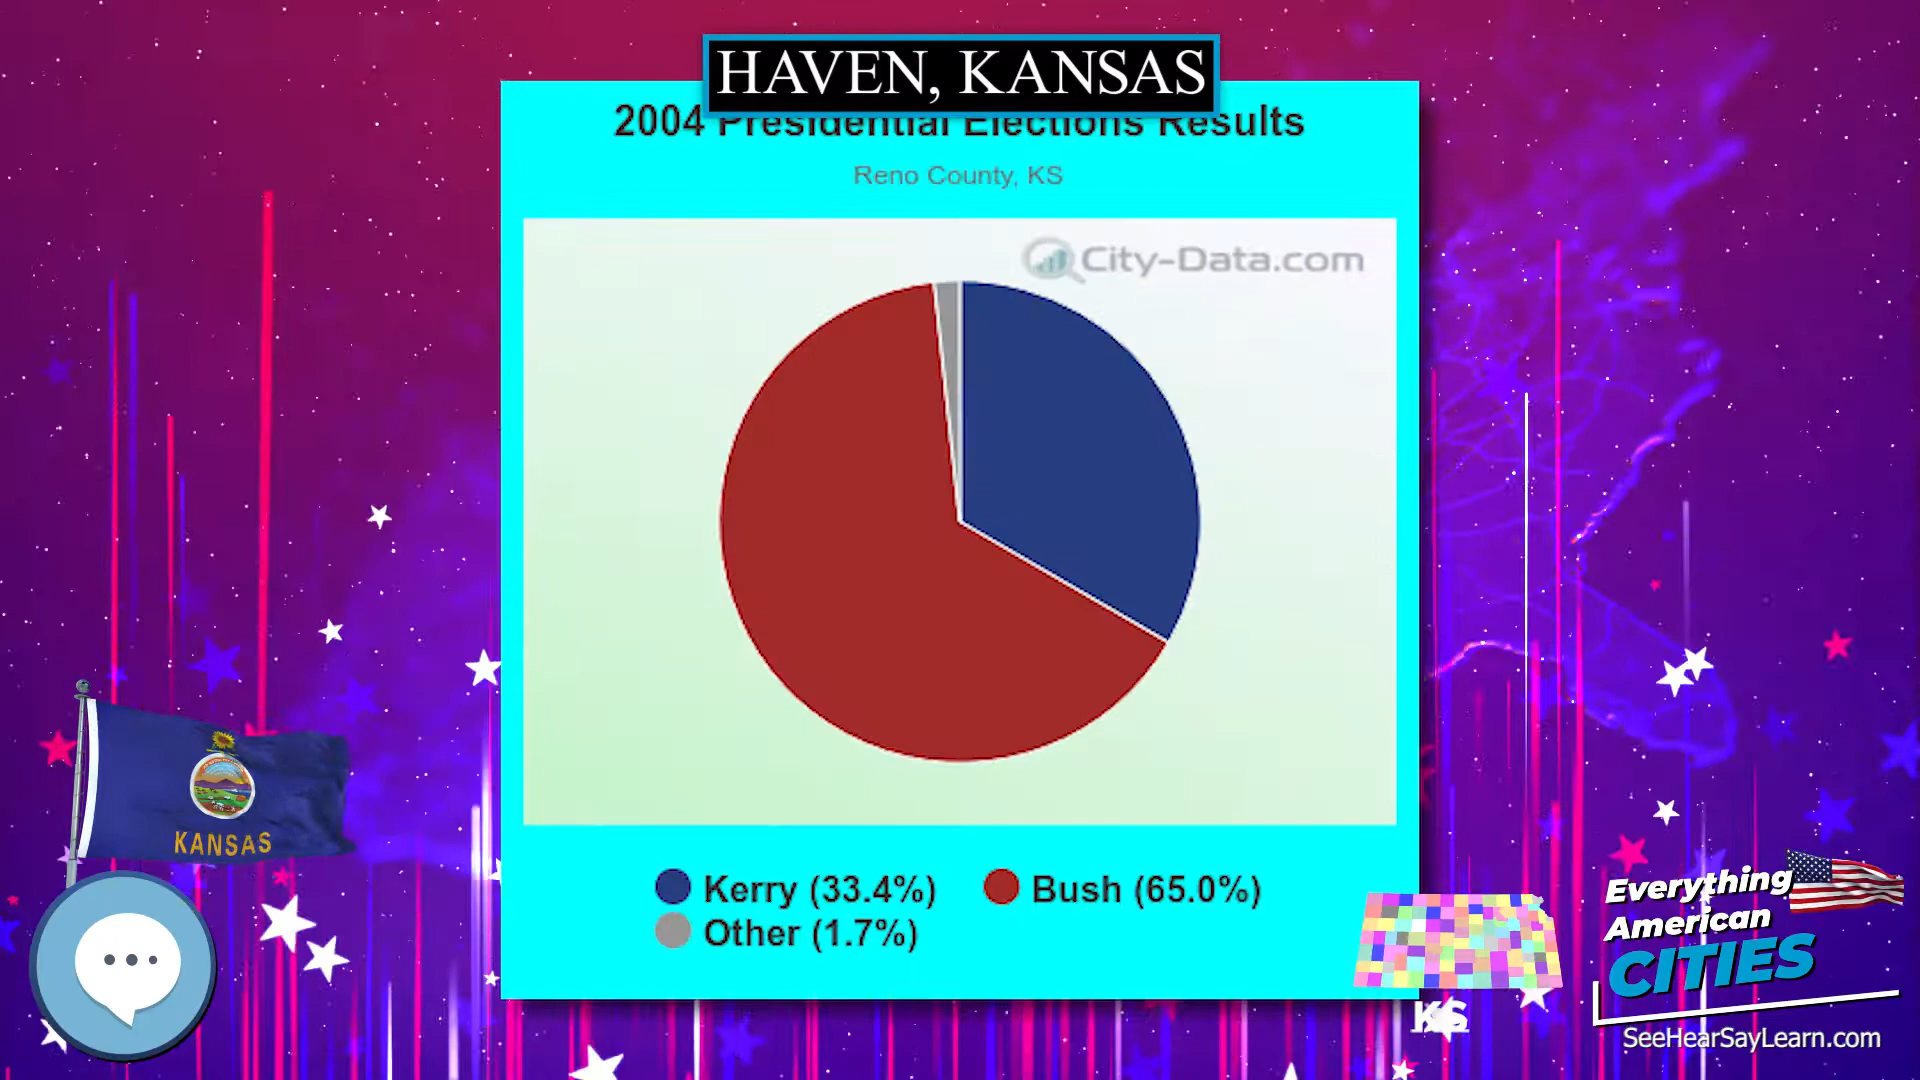 HAVEN, KANSAS
2004 Presidential Elections Results
Reno County, KS
City-Data.com
Kerry (33.4%)
Bush (65.0%)
Other (1.7%)
KANSAS
KS
Everything
American
CITIES
SeeHearSayLearn.com